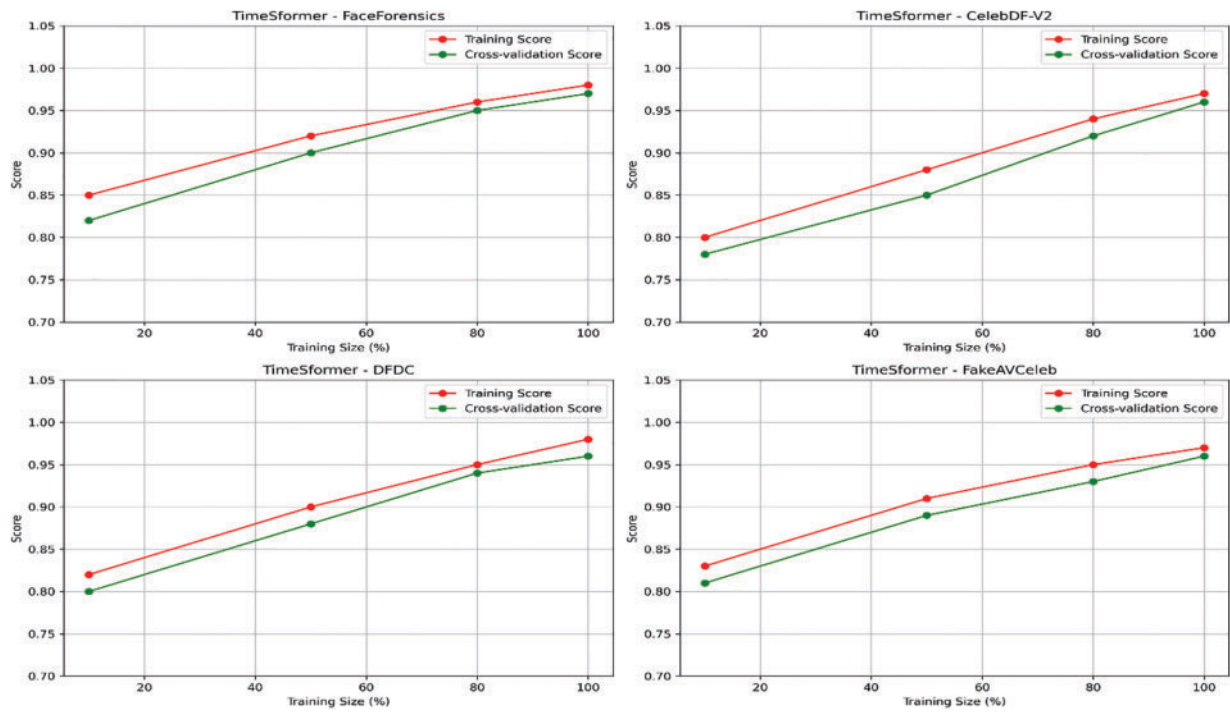 TimeSformer - FaceForensics
Training Score
Cross-validation Score
Score
1.05
1.00
0.95
0.90
0.85
0.80
0.75
0.70
20 40 60 80 100
Training Size (%)
TimeSformer - CelebDF-V2
Training Score
Cross-validation Score
Score
1.05
1.00
0.95
0.90
0.85
0.80
0.75
0.70
20 40 60 80 100
Training Size (%)
TimeSformer - DFDC
Training Score
Cross-validation Score
Score
1.05
1.00
0.95
0.90
0.85
0.80
0.75
0.70
20 40 60 80 100
Training Size (%)
TimeSformer - FakeAVCeleb
Training Score
Cross-validation Score
Score
1.05
1.00
0.95
0.90
0.85
0.80
0.75
0.70
20 40 60 80 100
Training Size (%)